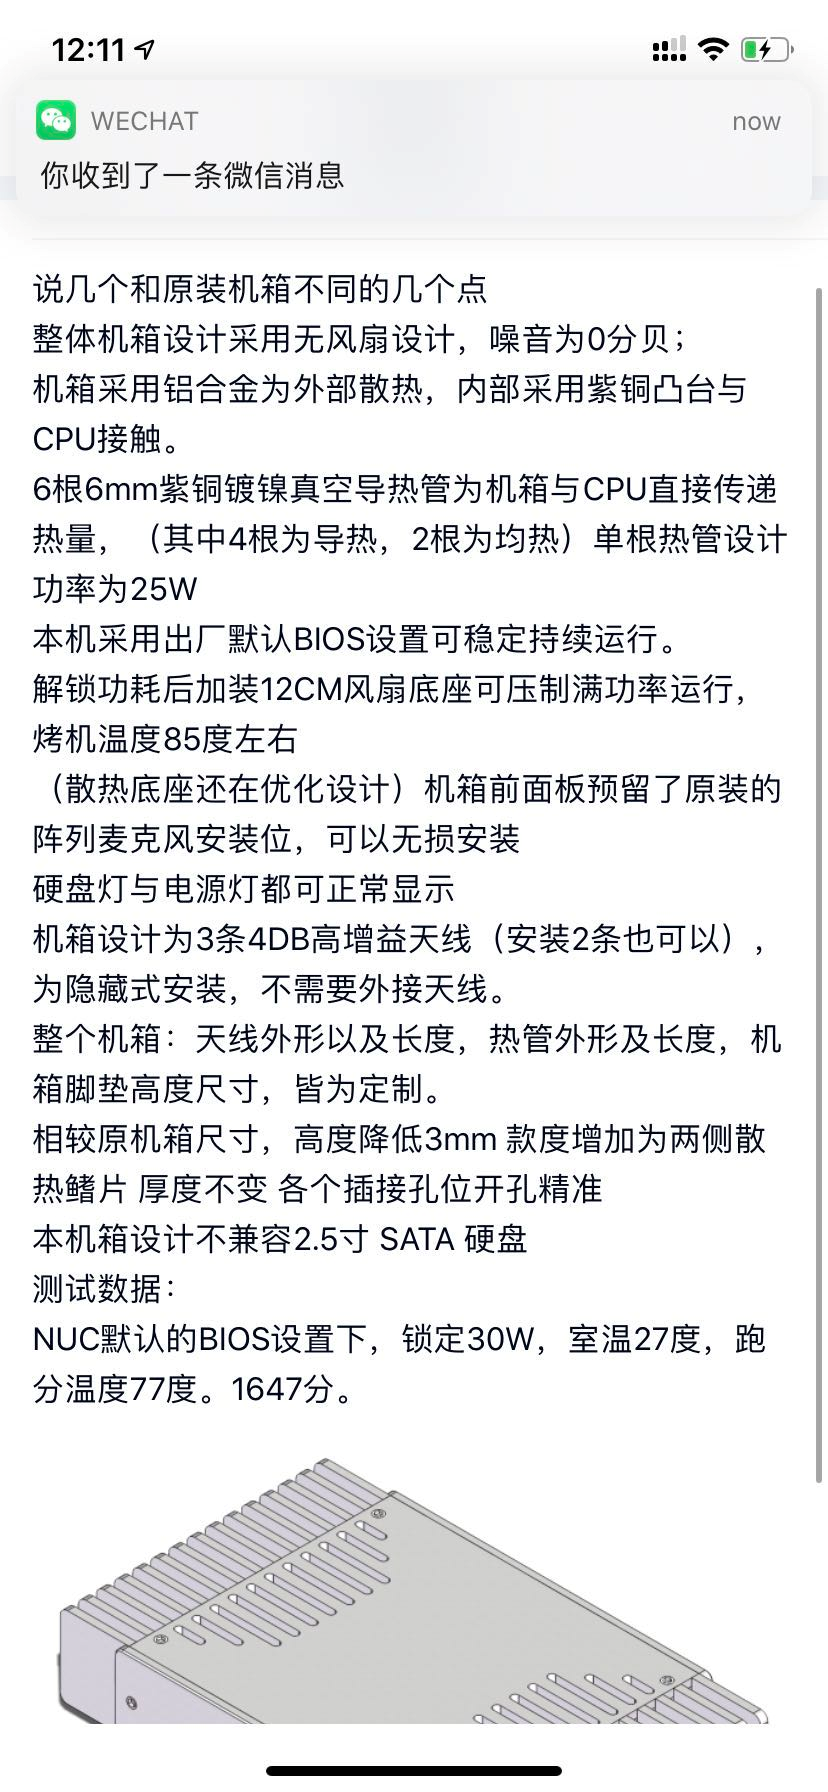 12:11
WECHAT
now
你收到了一条微信消息
说几个和原装机箱不同的几个点
整体机箱设计采用无风扇设计，噪音为0分贝；
机箱采用铝合金为外部散热，内部采用紫铜凸台与
CPU接触。
6根6mm紫铜镀镍真空导热管为机箱与CPU直接传递
热量，（其中4根为导热，2根为均热）单根热管设计
功率为25W
本机采用出厂默认BIOS设置可稳定持续运行。
解锁功耗后加装12CM风扇底座可压制满功率运行，
烤机温度85度左右
（散热底座还在优化设计）机箱前面板预留了原装的
阵列麦克风安装位，可以无损安装
硬盘灯与电源灯都可正常显示
机箱设计为3条4DB高增益天线（安装2条也可以），
为隐藏式安装，不需要外接天线。
整个机箱：天线外形以及长度，热管外形及长度，机
箱脚垫高度尺寸，皆为定制。
相较原机箱尺寸，高度降低3mm 款度增加为两侧散
热鳍片 厚度不变 各个插接孔位开孔精准
本机箱设计不兼容2.5寸 SATA 硬盘
测试数据：
NUC默认的BIOS设置下，锁定30W，室温27度，跑
分温度77度。1647分。